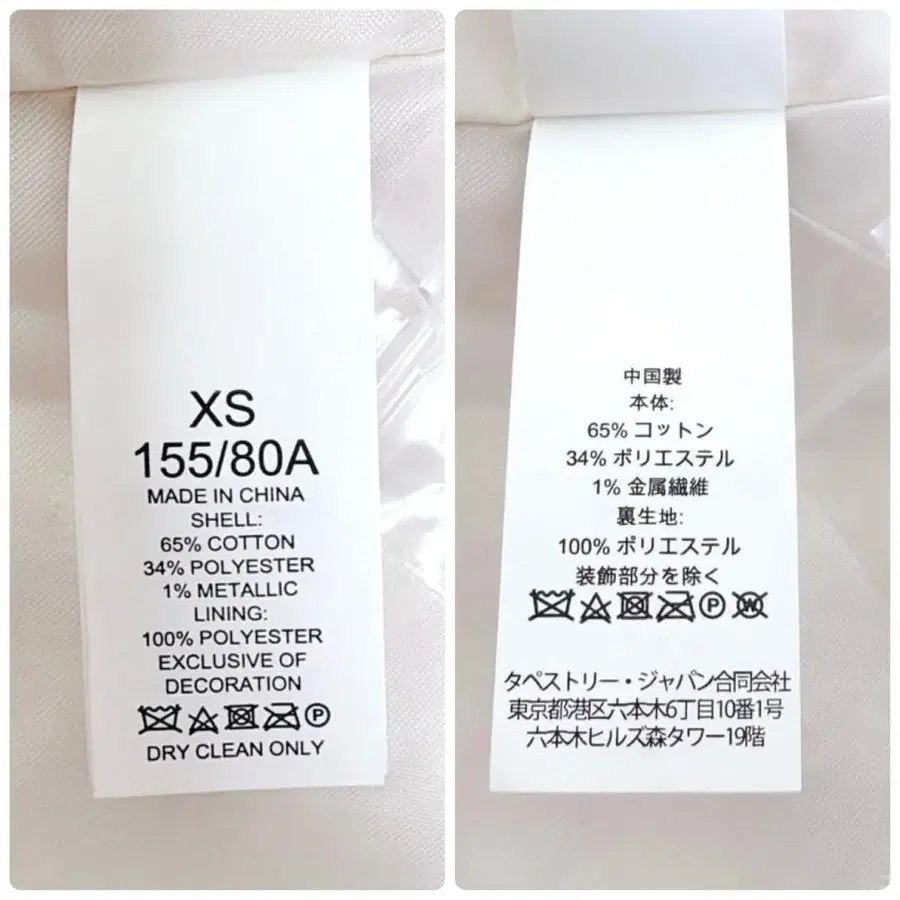 XS
155/80A
MADE IN CHINA
SHELL:
65% COTTON
34% POLYESTER
1% METALLIC
LINING:
100% POLYESTER
EXCLUSIVE OF
DECORATION
P
DRY CLEAN ONLY
中国製
本体:
65% コットン
34% ポリエステル
1% 金属繊維
裏生地:
100% ポリエステル
装飾部分を除く
P W
タペストリー・ジャパン合同会社
東京都港区六本木6丁目10番1号
六本木ヒルズ森タワー19階